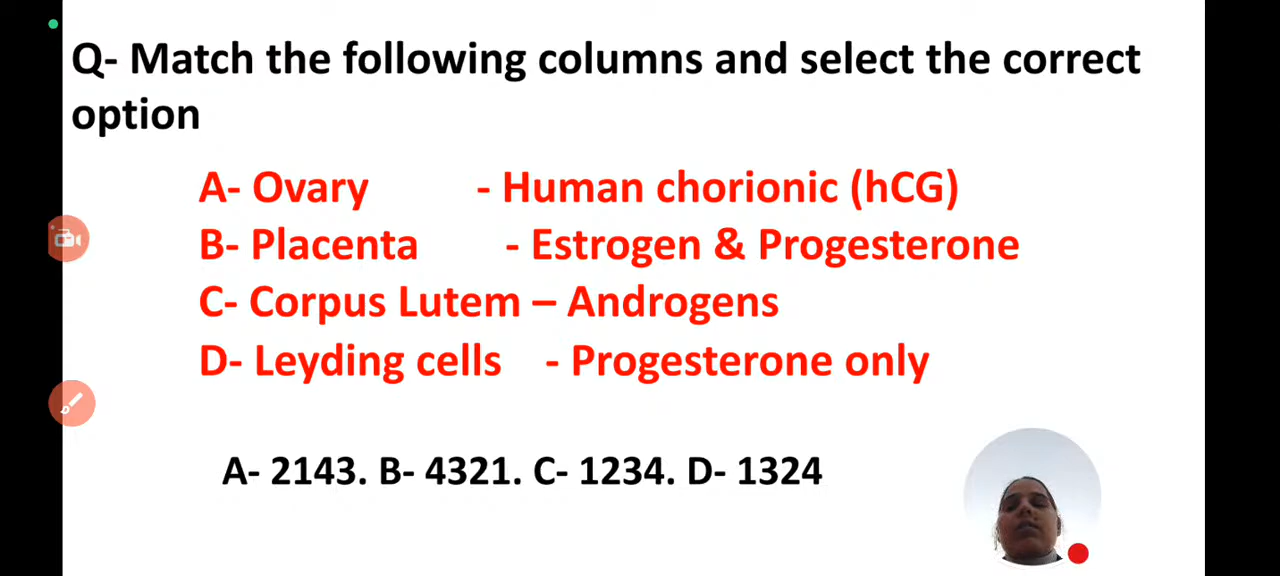 Q- Match the following columns and select the correct
option
A- Ovary - Human chorionic (hCG)
B- Placenta - Estrogen & Progesterone
C- Corpus Lutem – Androgens
D- Leyding cells - Progesterone only
A- 2143. B- 4321. C- 1234. D- 1324